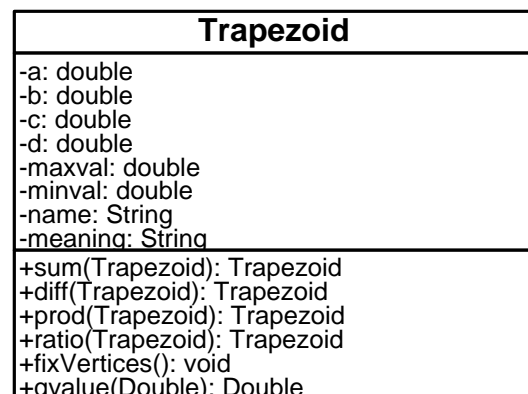 Trapezoid
-a: double
-b: double
-c: double
-d: double
-maxval: double
-minval: double
-name: String
-meaning: String
+sum(Trapezoid): Trapezoid
+diff(Trapezoid): Trapezoid
+prod(Trapezoid): Trapezoid
+ratio(Trapezoid): Trapezoid
+fixVertices(): void
+qvalue(Double): Double